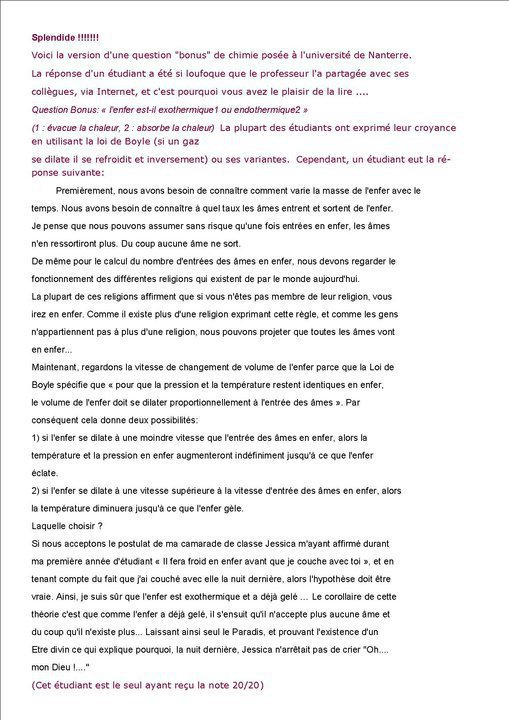 Splendide !!!!!!!
Voici la version d'une question "bonus" de chimie posée à l'université de Nanterre.
La réponse d'un étudiant a été si loufoque que le professeur l'a partagée avec ses
collègues, via Internet, et c'est pourquoi vous avez le plaisir de la lire ....
Question Bonus: « l'enfer est-il exothermique1 ou endothermique2 »
(1 : évacue la chaleur, 2 : absorbe la chaleur) La plupart des étudiants ont exprimé leur croyance
en utilisant la loi de Boyle (si un gaz
se dilate il se refroidit et inversement) ou ses variantes. Cependant, un étudiant eut la ré-
ponse suivante:
Premièrement, nous avons besoin de connaître comment varie la masse de l'enfer avec le
temps. Nous avons besoin de connaître à quel taux les âmes entrent et sortent de l'enfer.
Je pense que nous pouvons assumer sans risque qu'une fois entrées en enfer, les âmes
n'en ressortiront plus. Du coup aucune âme ne sort.
De même pour le calcul du nombre d'entrées des âmes en enfer, nous devons regarder le
fonctionnement des différentes religions qui existent de par le monde aujourd'hui.
La plupart de ces religions affirment que si vous n'êtes pas membre de leur religion, vous
irez en enfer. Comme il existe plus d'une religion exprimant cette règle, et comme les gens
n'appartiennent pas à plus d'une religion, nous pouvons projeter que toutes les âmes vont
en enfer...
Maintenant, regardons la vitesse de changement de volume de l'enfer parce que la Loi de
Boyle spécifie que « pour que la pression et la température restent identiques en enfer,
le volume de l'enfer doit se dilater proportionnellement à l'entrée des âmes ». Par
conséquent cela donne deux possibilités:
1) si l'enfer se dilate à une moindre vitesse que l'entrée des âmes en enfer, alors la
température et la pression en enfer augmenteront indéfiniment jusqu'à ce que l'enfer
éclate.
2) si l'enfer se dilate à une vitesse supérieure à la vitesse d'entrée des âmes en enfer, alors
la température diminuera jusqu'à ce que l'enfer gèle.
Laquelle choisir ?
Si nous acceptons le postulat de ma camarade de classe Jessica m'ayant affirmé durant
ma première année d'étudiant « Il fera froid en enfer avant que je couche avec toi », et en
tenant compte du fait que j'ai couché avec elle la nuit dernière, alors l'hypothèse doit être
vraie. Ainsi, je suis sûr que l'enfer est exothermique et a déjà gelé ... Le corollaire de cette
théorie c'est que comme l'enfer a déjà gelé, il s'ensuit qu'il n'accepte plus aucune âme et
du coup qu'il n'existe plus... Laissant ainsi seul le Paradis, et prouvant l'existence d'un
Etre divin ce qui explique pourquoi, la nuit dernière, Jessica n'arrêtait pas de crier "Oh....
mon Dieu !...."
(Cet étudiant est le seul ayant reçu la note 20/20)